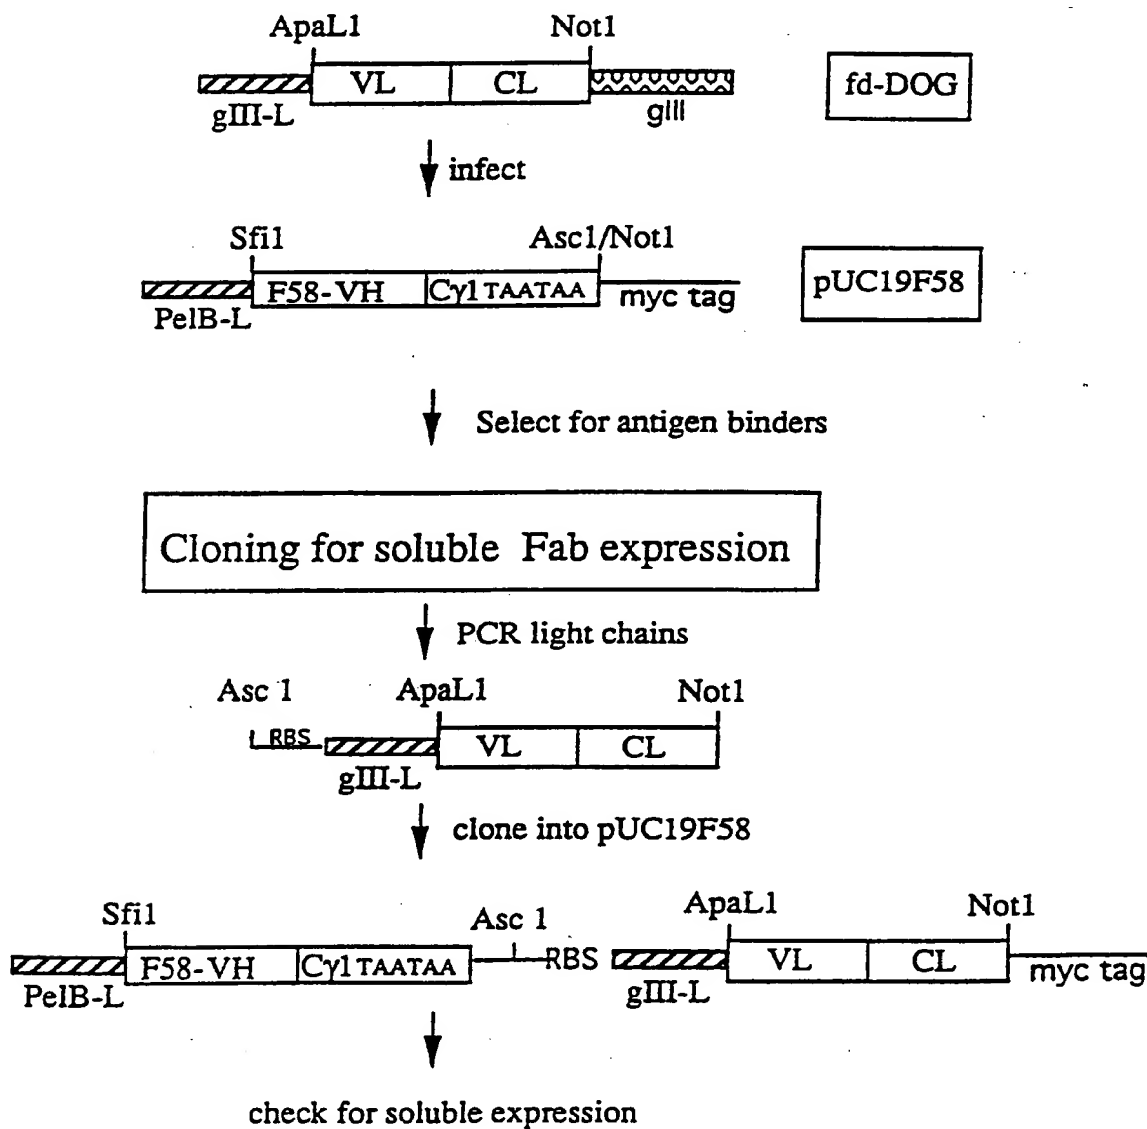 ApaL1 Not1
VL CL
fd-DOG
gIII-L gIII
infect
Sfi1 Asc1/Not1
F58-VH Cγ1 TAATAA
pUC19F58
PelB-L myc tag
Select for antigen binders
Cloning for soluble Fab expression
PCR light chains
Asc 1 ApaL1 Not1
RBS VL CL
gIII-L
clone into pUC19F58
Sfi1 Asc 1 ApaL1 Not1
F58-VH Cγ1 TAATAA RBS VL CL
PelB-L gIII-L myc tag
check for soluble expression